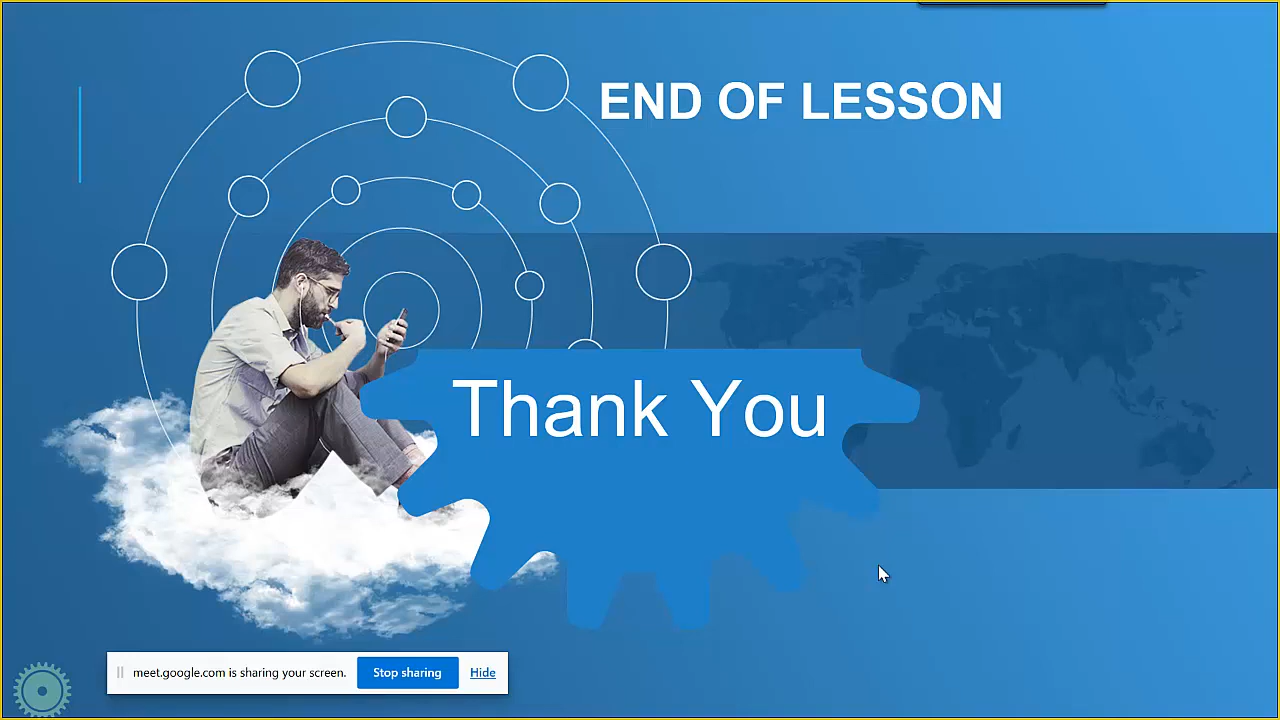 END OF LESSON
Thank You
meet.google.com is sharing your screen.
Stop sharing
Hide